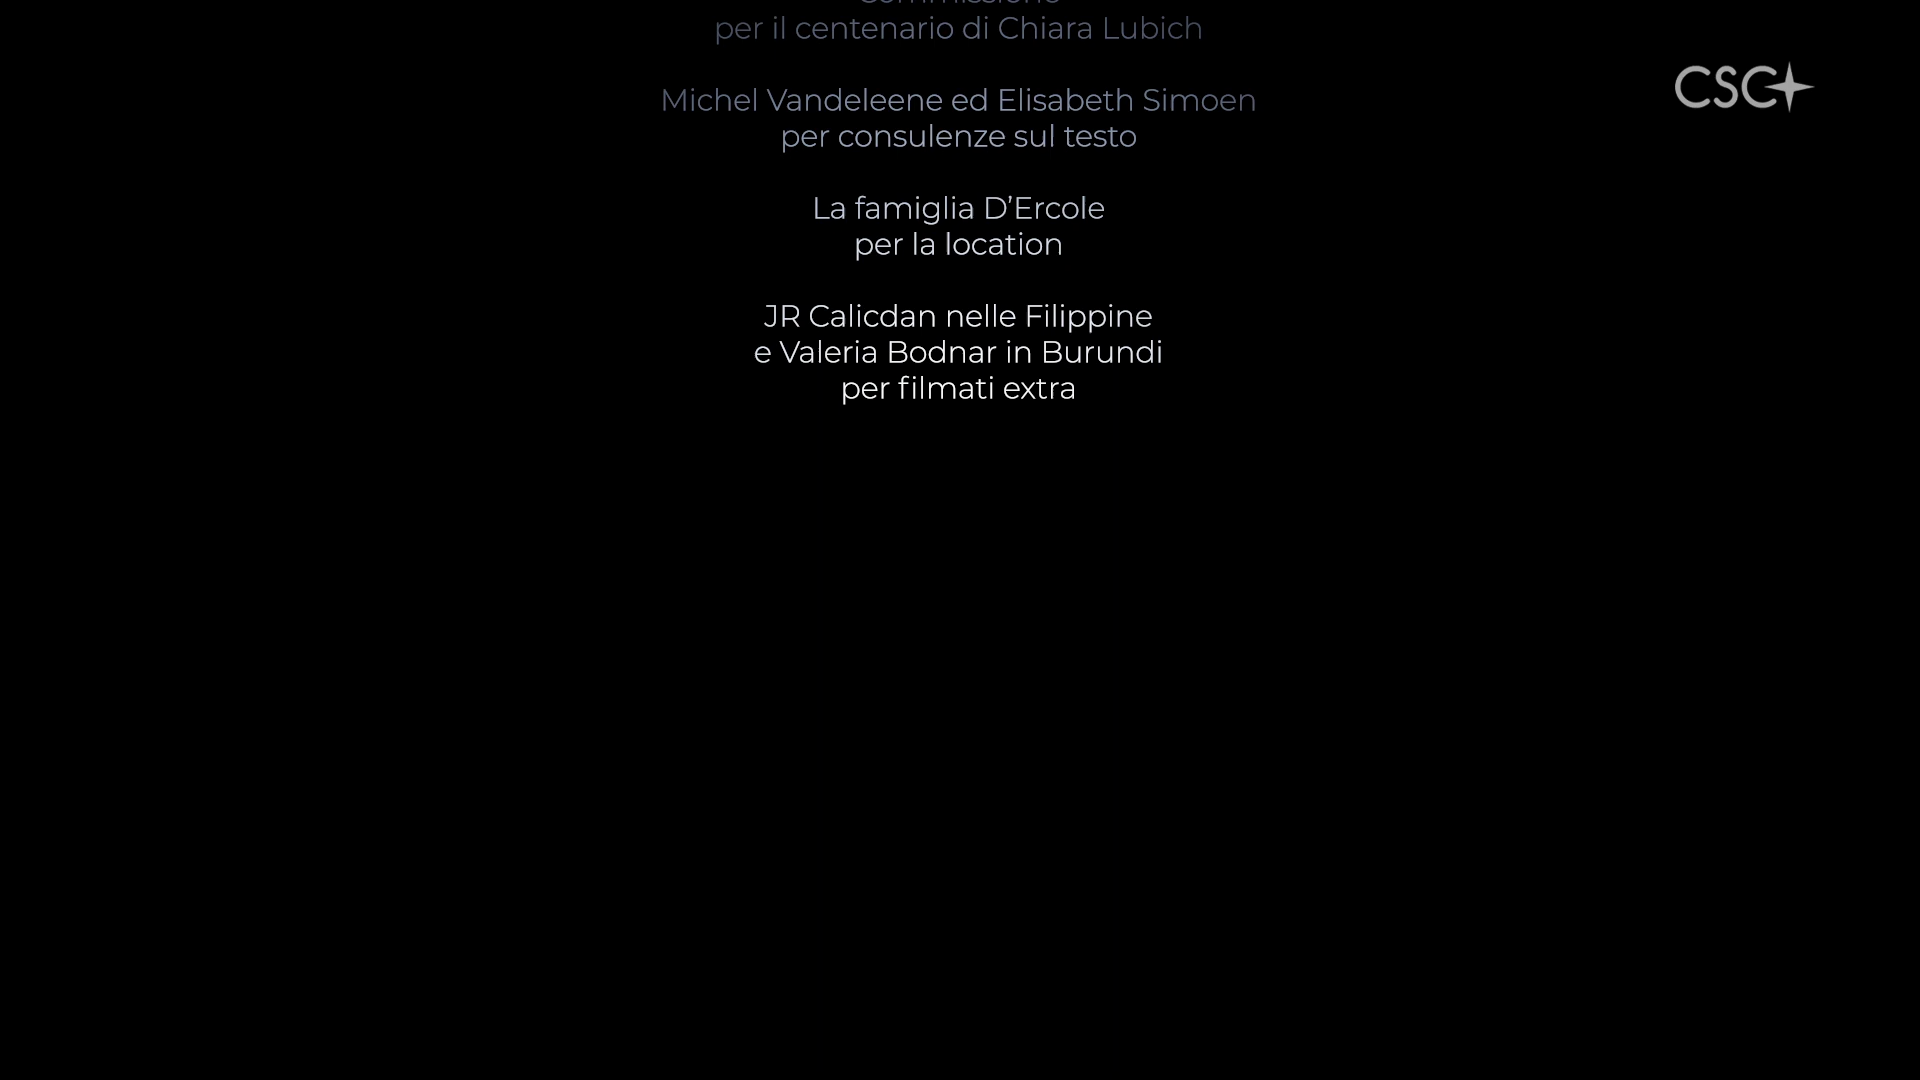 per il centenario di Chiara Lubich
CSC
Michel Vandeleene ed Elisabeth Simoen
per consulenze sul testo
La famiglia D’Ercole
per la location
JR Calicdan nelle Filippine
e Valeria Bodnar in Burundi
per filmati extra